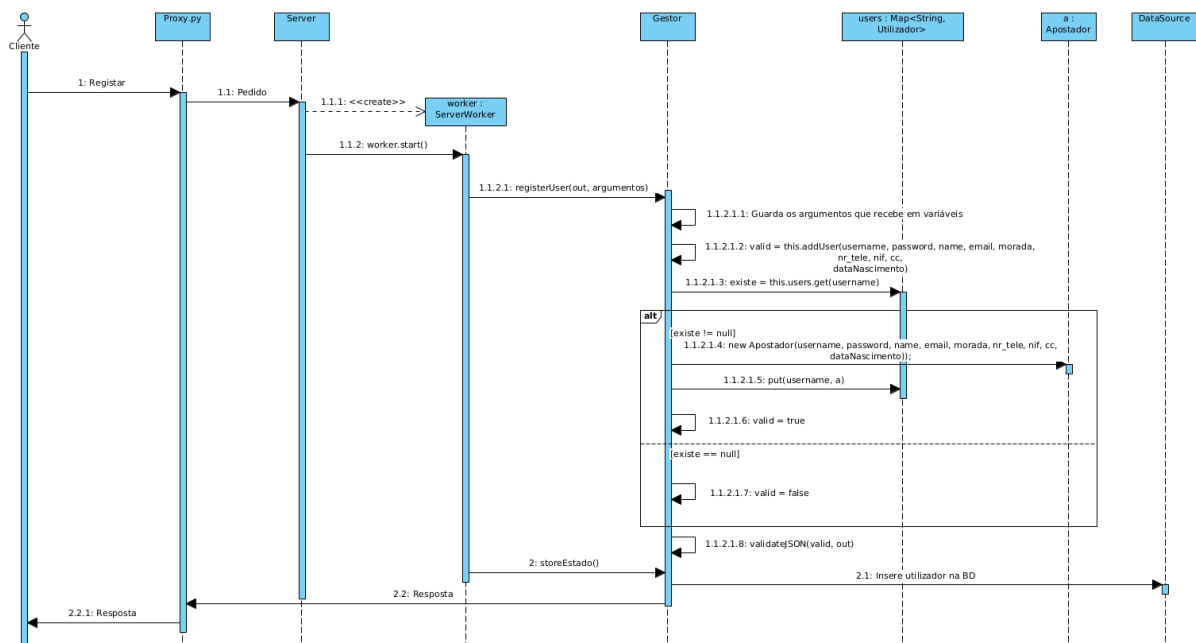 Cliente
Proxy.py
Server
Gestor
users : Map<String,
Utilizador>
a :
Apostador
DataSource
1: Registar
1.1: Pedido
1.1.1: <<create>>
worker :
ServerWorker
1.1.2: worker.start()
1.1.2.1: registerUser(out, argumentos)
1.1.2.1.1: Guarda os argumentos que recebe em variáveis
1.1.2.1.2: valid = this.addUser(username, password, name, email, morada,
nr_tele, nif, cc,
dataNascimento)
1.1.2.1.3: existe = this.users.get(username)
alt
[existe != null]
1.1.2.1.4: new Apostador(username, password, name, email, morada, nr_tele, nif, cc,
dataNascimento));
1.1.2.1.5: put(username, a)
1.1.2.1.6: valid = true
[existe == null]
1.1.2.1.7: valid = false
1.1.2.1.8: validateJSON(valid, out)
2: storeEstado()
2.1: Insere utilizador na BD
2.2: Resposta
2.2.1: Resposta